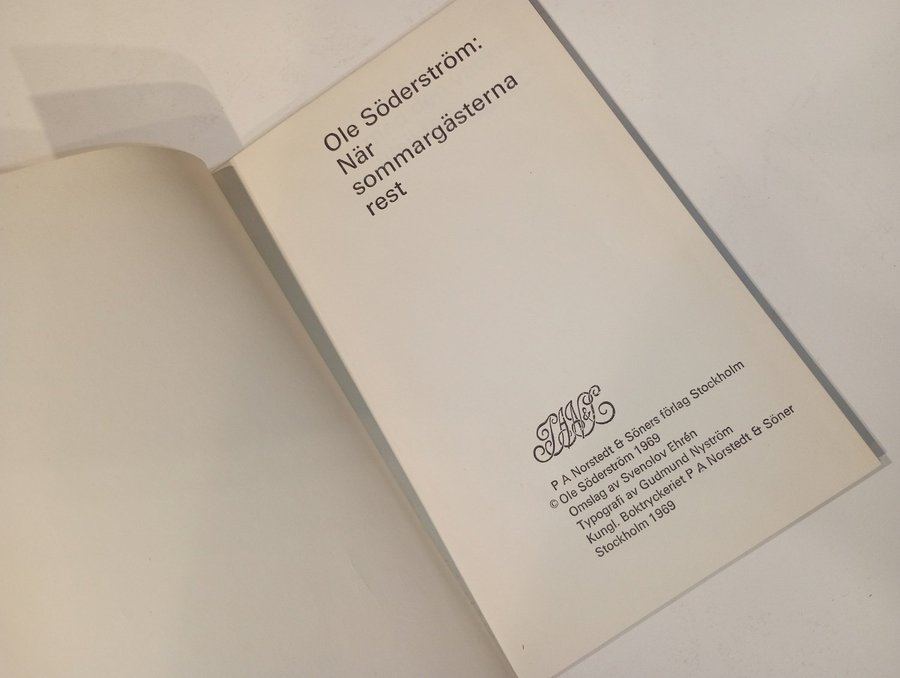 Ole Söderström:
När
sommargästerna
rest
P A Norstedt & Söners förlag Stockholm
© Ole Söderström 1969
Omslag av Svenolov Ehrén
Typografi av Gudmund Nyström
Kungl. Boktryckeriet P A Norstedt & Söner
Stockholm 1969